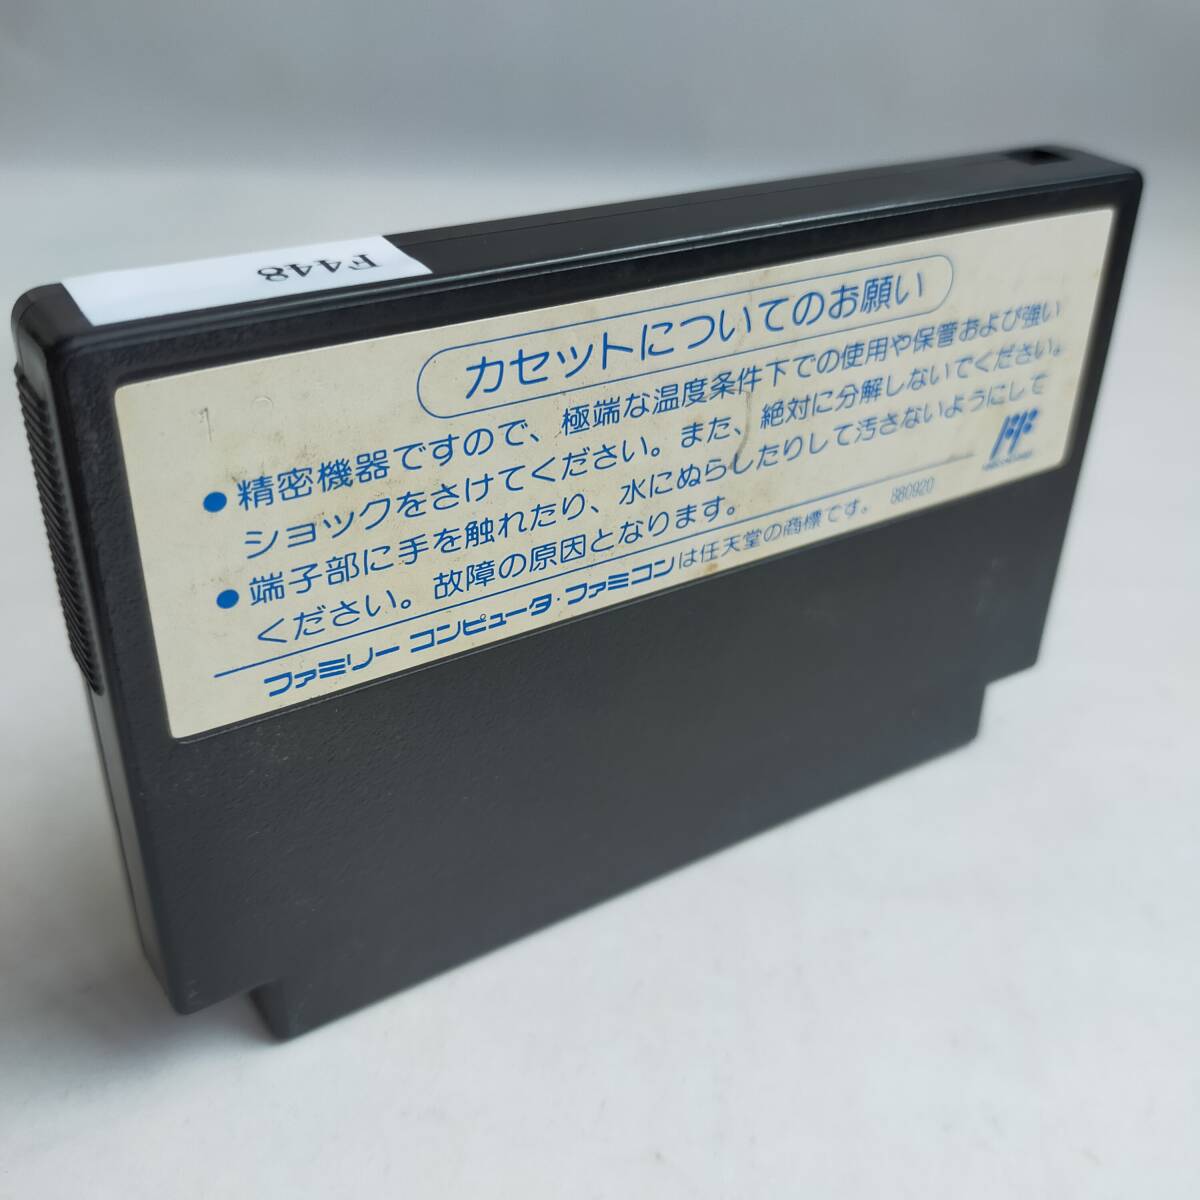 F448
カセットについてのお願い
●精密機器ですので、極端な温度条件下での使用や保管および強い
ショックをさけてください。また、絶対に分解しないでください。
●端子部に手を触れたり、水にぬらしたりして汚さないようにして
ください。故障の原因となります。
ファミリー コンピュータ・ファミコンは任天堂の商標です。 880920